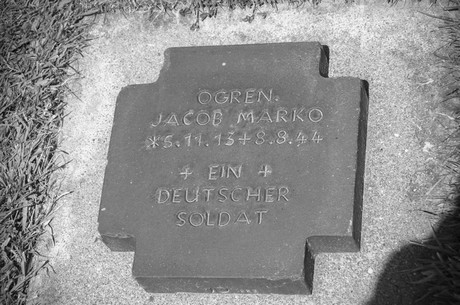 OGREN.
JACOB MARKO
*5.11.13+8.8.44
+ EIN +
DEUTSCHER
SOLDAT